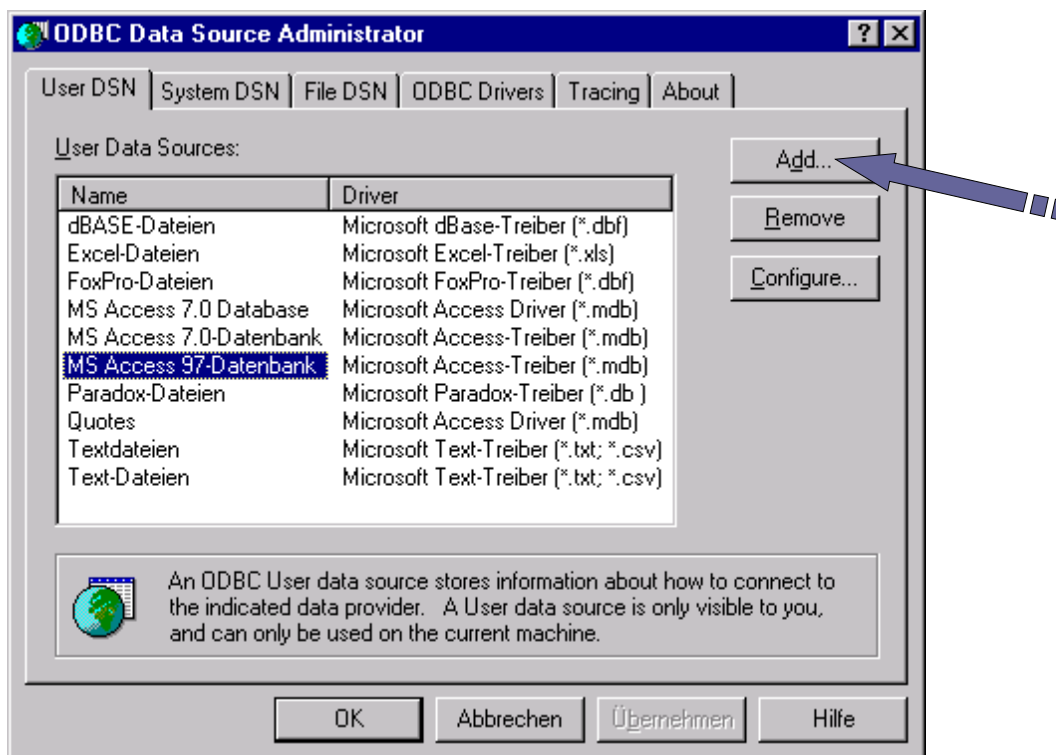 ODBC Data Source Administrator
User DSN System DSN File DSN ODBC Drivers Tracing About
User Data Sources:
Add...
Remove
Configure...
Name Driver
dBASE-Dateien Microsoft dBase-Treiber (*.dbf)
Excel-Dateien Microsoft Excel-Treiber (*.xls)
FoxPro-Dateien Microsoft FoxPro-Treiber (*.dbf)
MS Access 7.0 Database Microsoft Access Driver (*.mdb)
MS Access 7.0-Datenbank Microsoft Access-Treiber (*.mdb)
MS Access 97-Datenbank Microsoft Access-Treiber (*.mdb)
Paradox-Dateien Microsoft Paradox-Treiber (*.db )
Quotes Microsoft Access Driver (*.mdb)
Textdateien Microsoft Text-Treiber (*.txt; *.csv)
Text-Dateien Microsoft Text-Treiber (*.txt; *.csv)
An ODBC User data source stores information about how to connect to
the indicated data provider. A User data source is only visible to you,
and can only be used on the current machine.
OK Abbrechen Übernehmen Hilfe